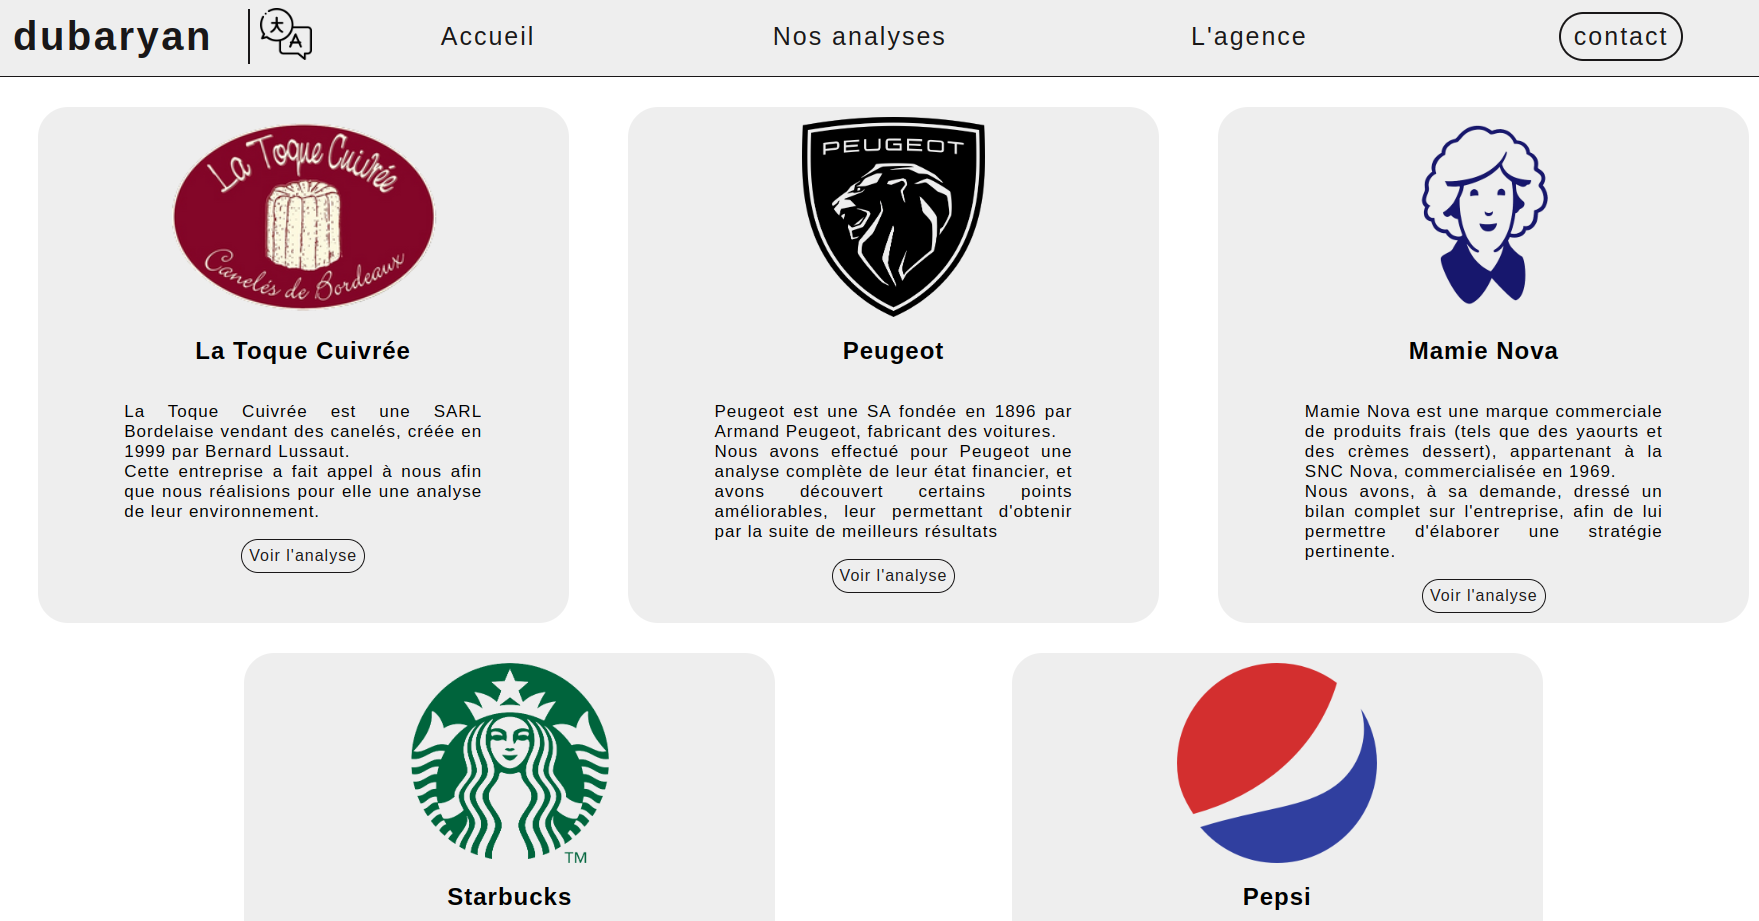 dubaryan
大
A
Accueil
Nos analyses
L'agence
contact
La Toque Cuivrée
Canelés de Bordeaux
La Toque Cuivrée
La Toque Cuivrée est une SARL
Bordelaise vendant des canelés, créée en
1999 par Bernard Lussaut.
Cette entreprise a fait appel à nous afin
que nous réalisions pour elle une analyse
de leur environnement.
Voir l'analyse
PEUGEOT
Peugeot
Peugeot est une SA fondée en 1896 par
Armand Peugeot, fabricant des voitures.
Nous avons effectué pour Peugeot une
analyse complète de leur état financier, et
avons découvert certains points
améliorables, leur permettant d'obtenir
par la suite de meilleurs résultats
Voir l'analyse
Mamie Nova
Mamie Nova est une marque commerciale
de produits frais (tels que des yaourts et
des crèmes dessert), appartenant à la
SNC Nova, commercialisée en 1969.
Nous avons, à sa demande, dressé un
bilan complet sur l'entreprise, afin de lui
permettre d'élaborer une stratégie
pertinente.
Voir l'analyse
TM
Starbucks
Pepsi